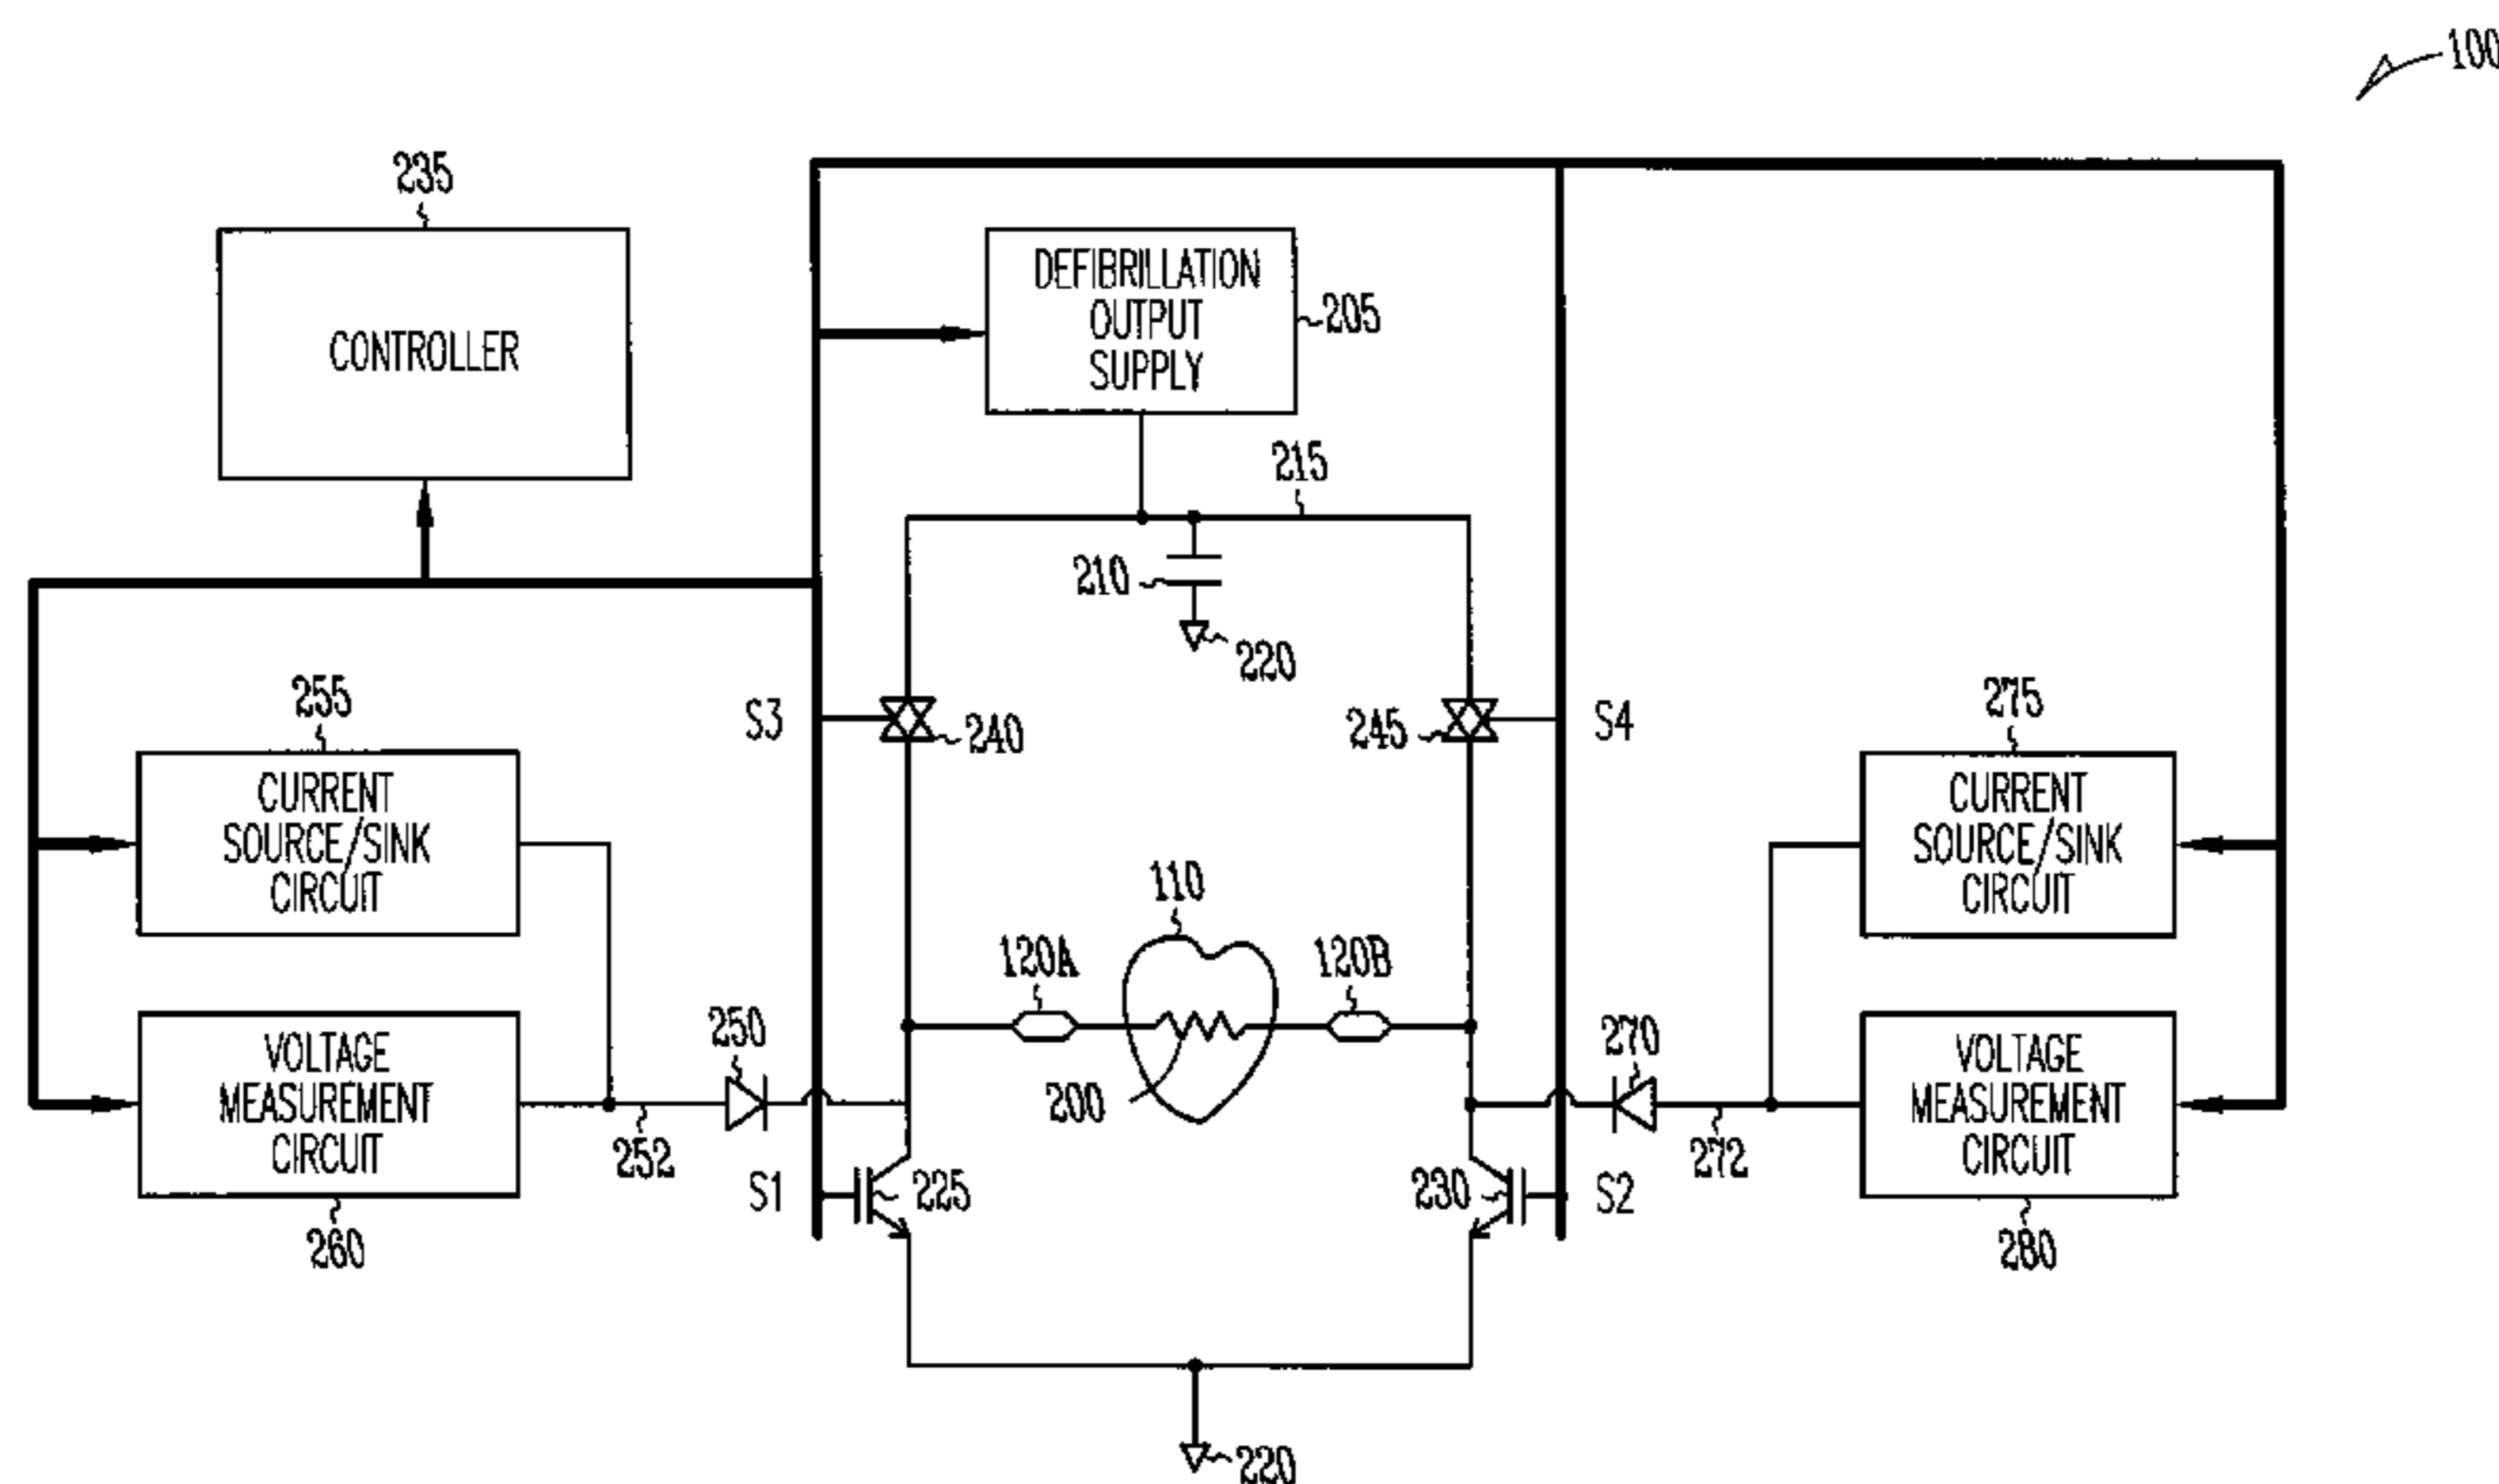 100
235
CONTROLLER
DEFIBRILLATION
OUTPUT
SUPPLY
205
215
210
220
S3
240
245
S4
255
CURRENT
SOURCE/SINK
CIRCUIT
275
CURRENT
SOURCE/SINK
CIRCUIT
110
120A
120B
200
250
252
270
272
VOLTAGE
MEASUREMENT
CIRCUIT
260
VOLTAGE
MEASUREMENT
CIRCUIT
280
S1
225
230
S2
220